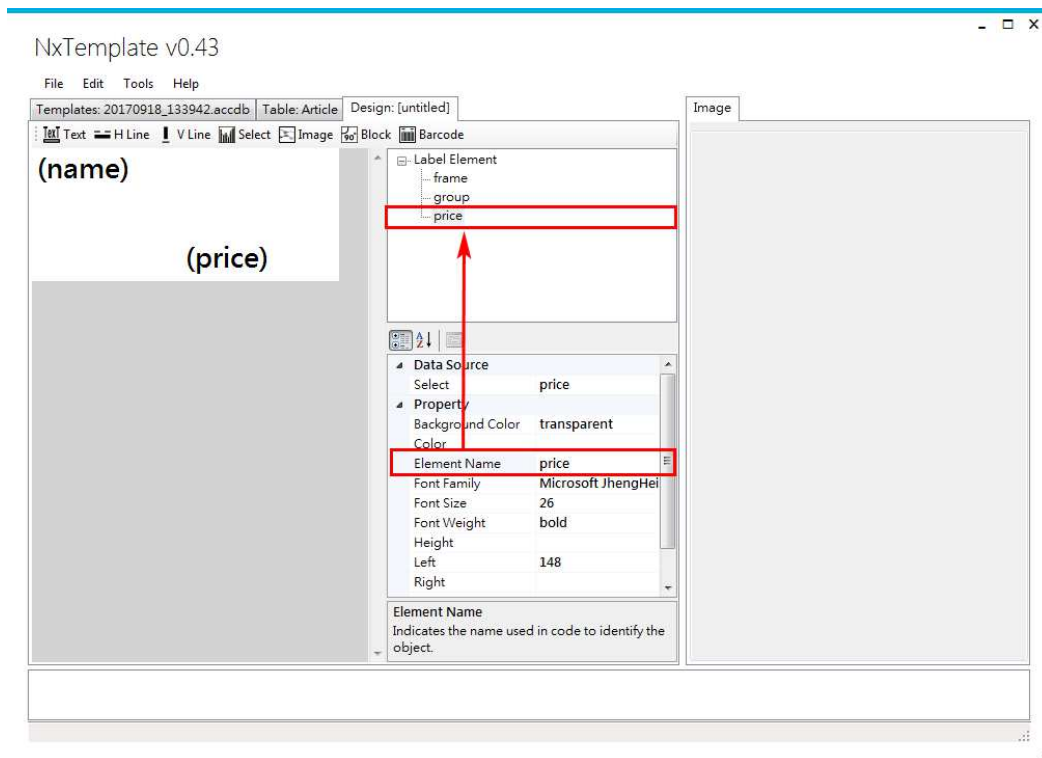 NxTemplate v0.43
File Edit Tools Help
Templates: 20170918_133942.accdb Table: Article Design: [untitled] Image
Text H Line V Line Select Image Block Barcode
(name)
(price)
Label Element
frame
group
price
Data Source
Select price
Property
Background Color transparent
Color
Element Name price
Font Family Microsoft JhengHei
Font Size 26
Font Weight bold
Height
Left 148
Right
Element Name
Indicates the name used in code to identify the
object.